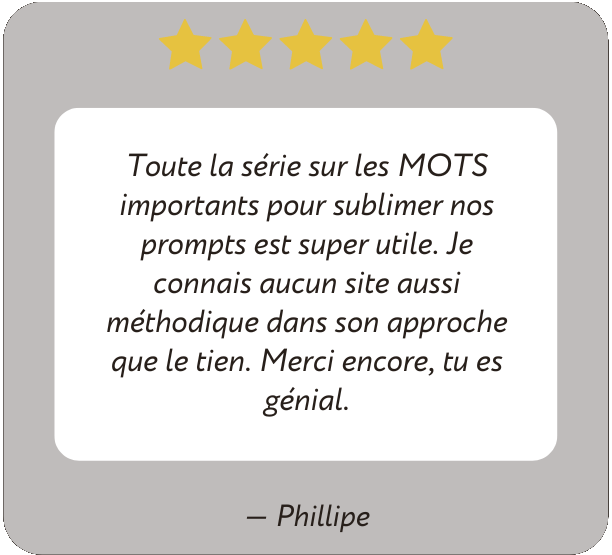 Toute la série sur les MOTS
importants pour sublimer nos
prompts est super utile. Je
connais aucun site aussi
méthodique dans son approche
que le tien. Merci encore, tu es
génial.
— Phillipe